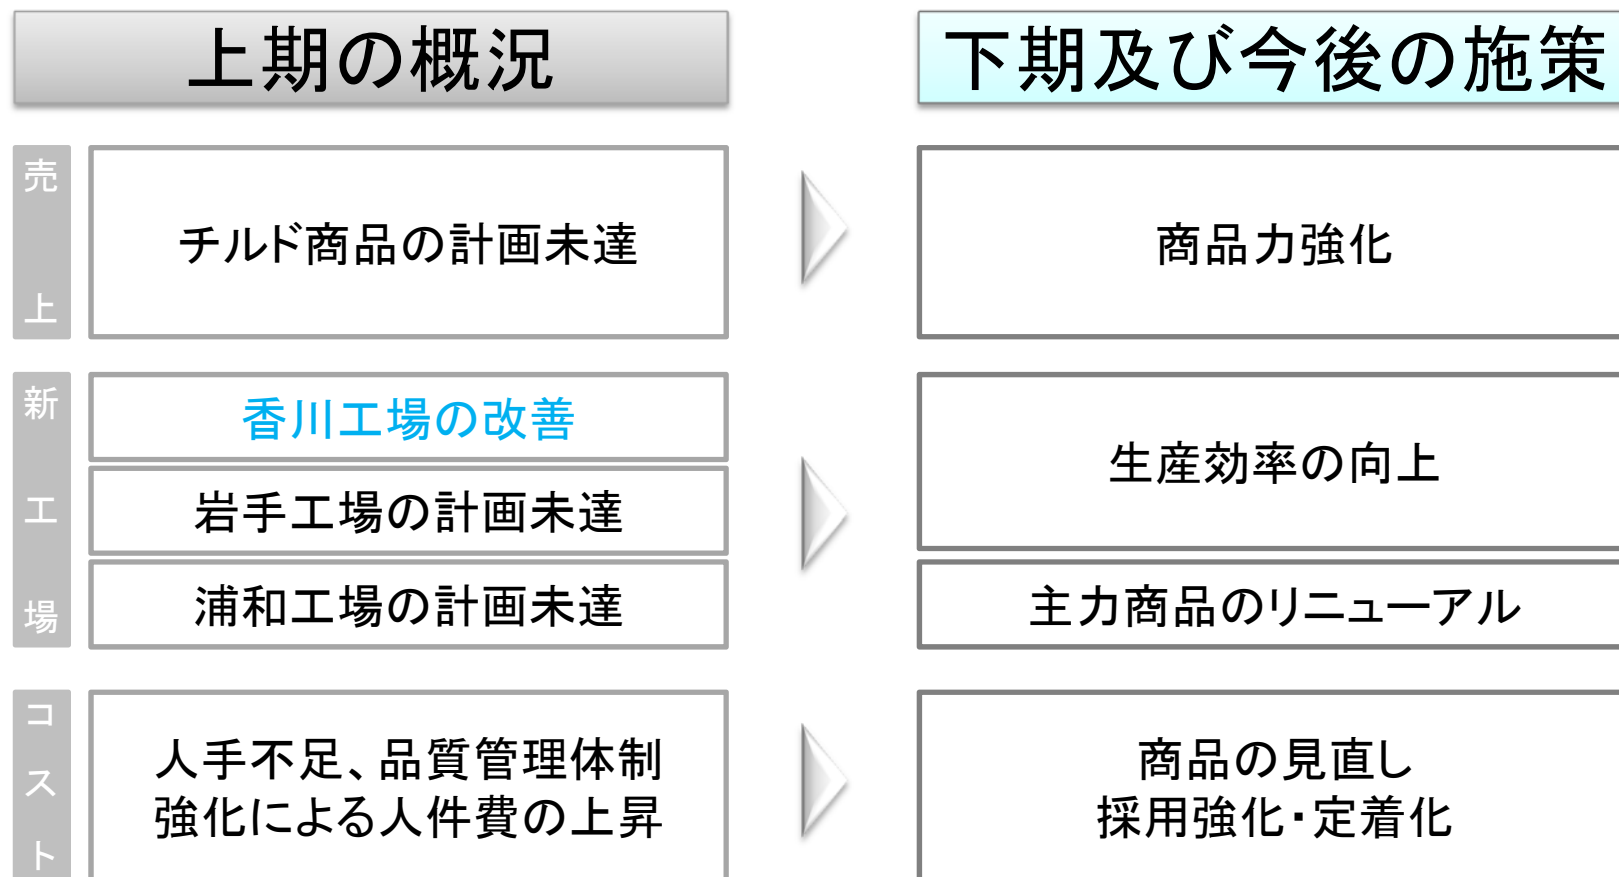 上期の概況
下期及び今後の施策
売上
チルド商品の計画未達
商品力強化
新工場
香川工場の改善
岩手工場の計画未達
浦和工場の計画未達
生産効率の向上
主力商品のリニューアル
コスト
人手不足、品質管理体制
強化による人件費の上昇
商品の見直し
採用強化・定着化